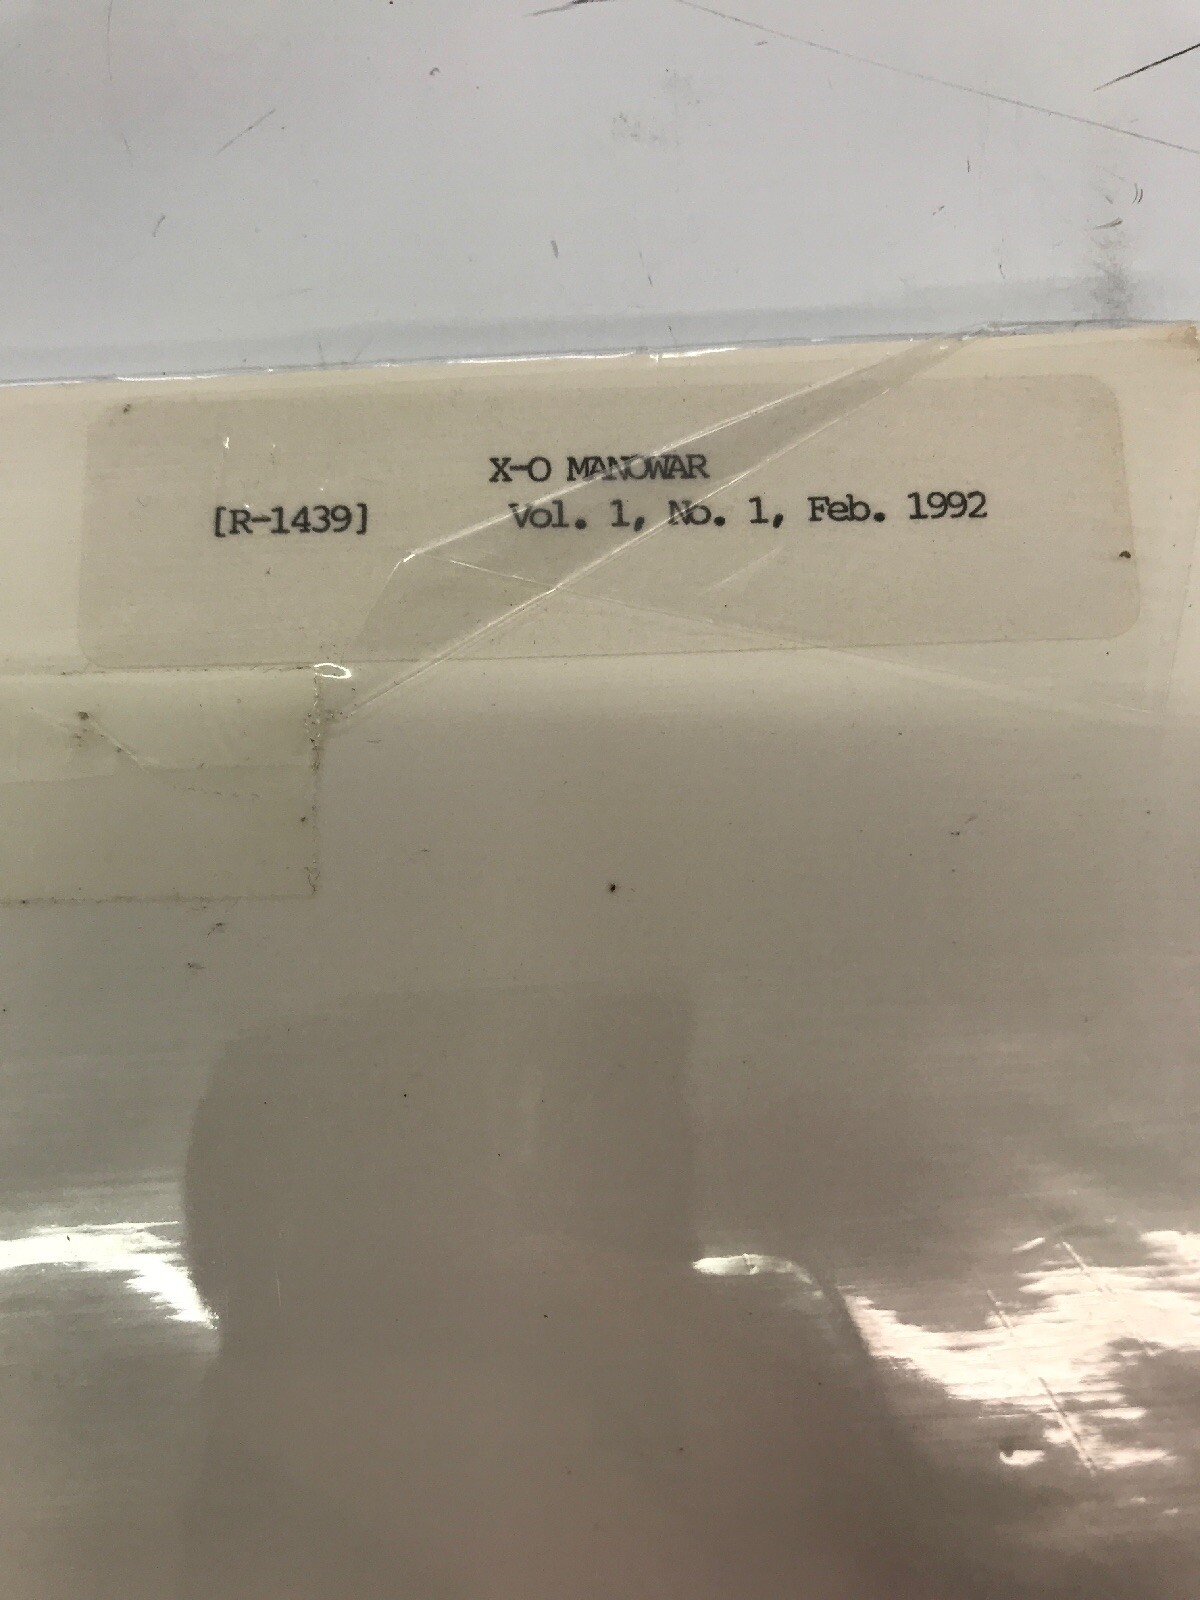 X-O MANOWAR
[R-1439] Vol. 1, No. 1, Feb. 1992